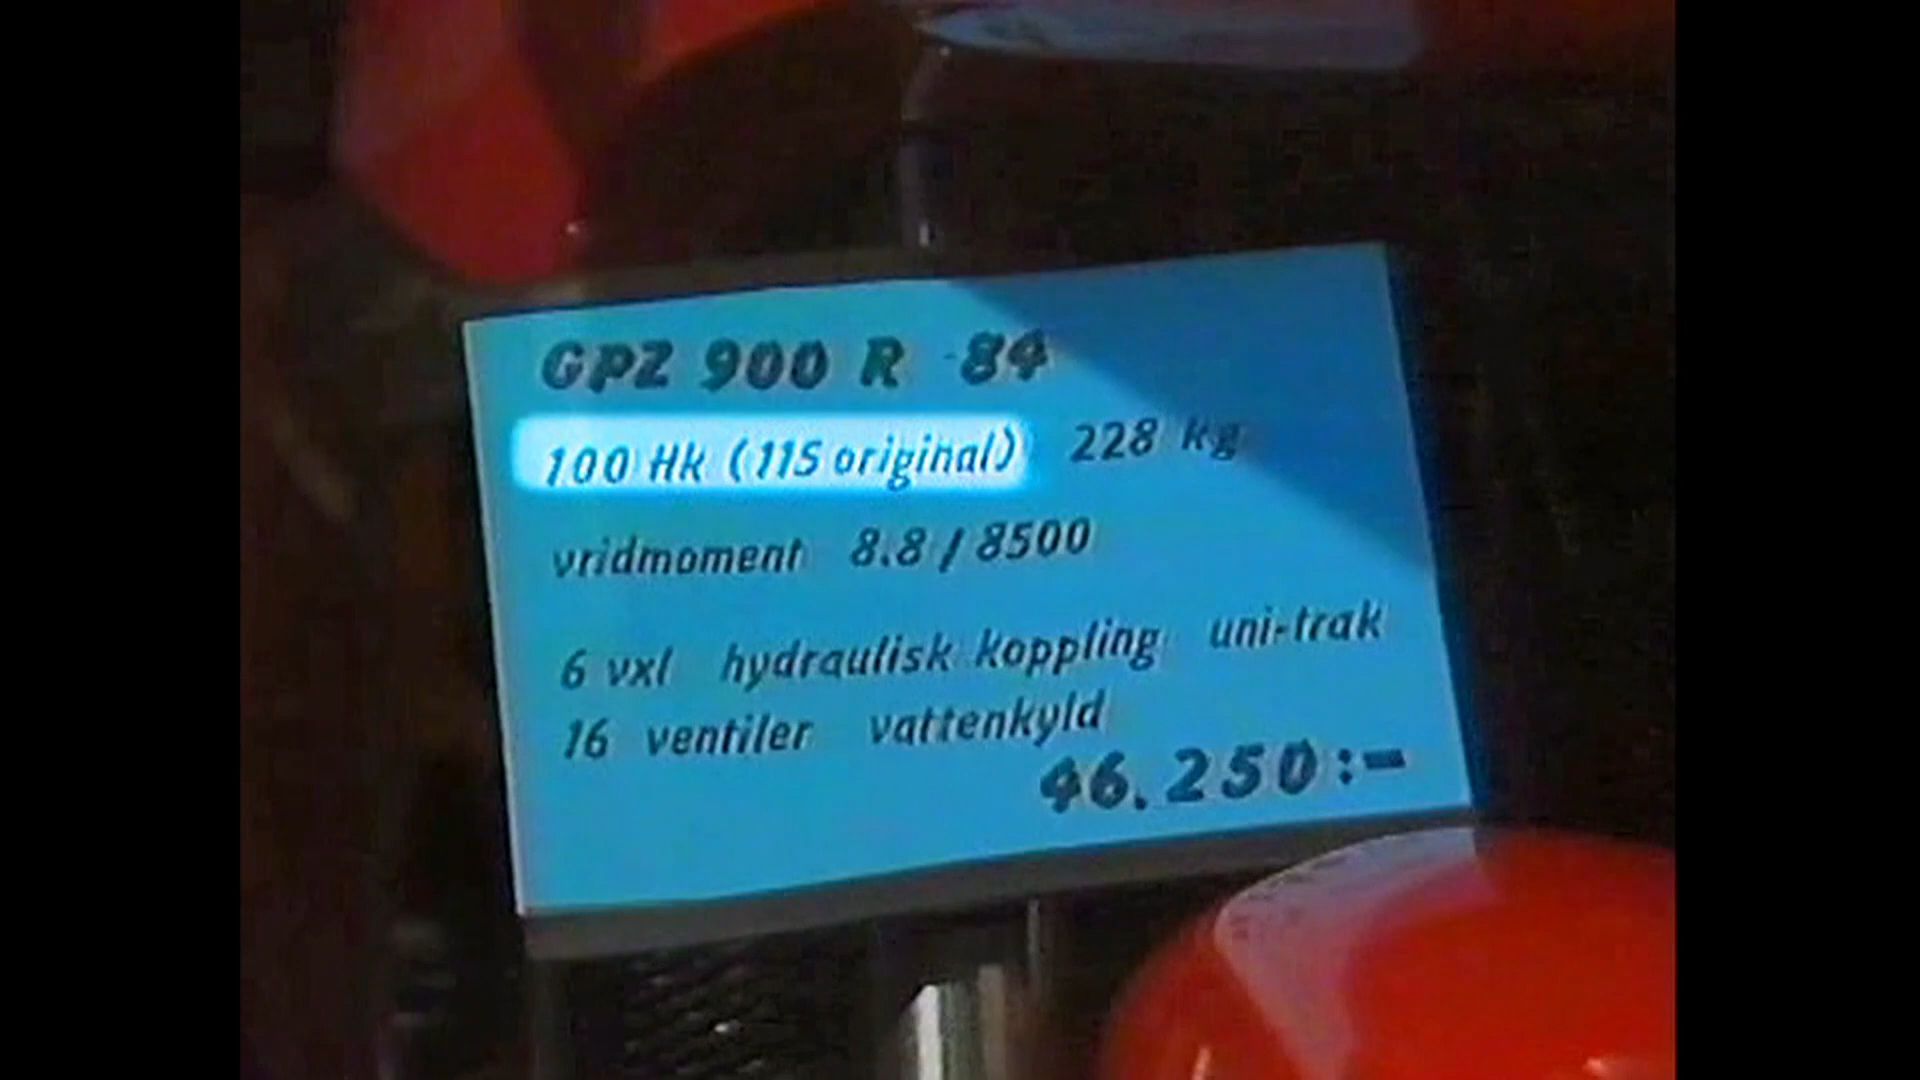 GPZ 900 R -84
100 Hk (115 original) 228 kg
vridmoment 8.8 / 8500
6 vxl hydraulisk koppling uni-trak
16 ventiler vattenkyld
46.250:-